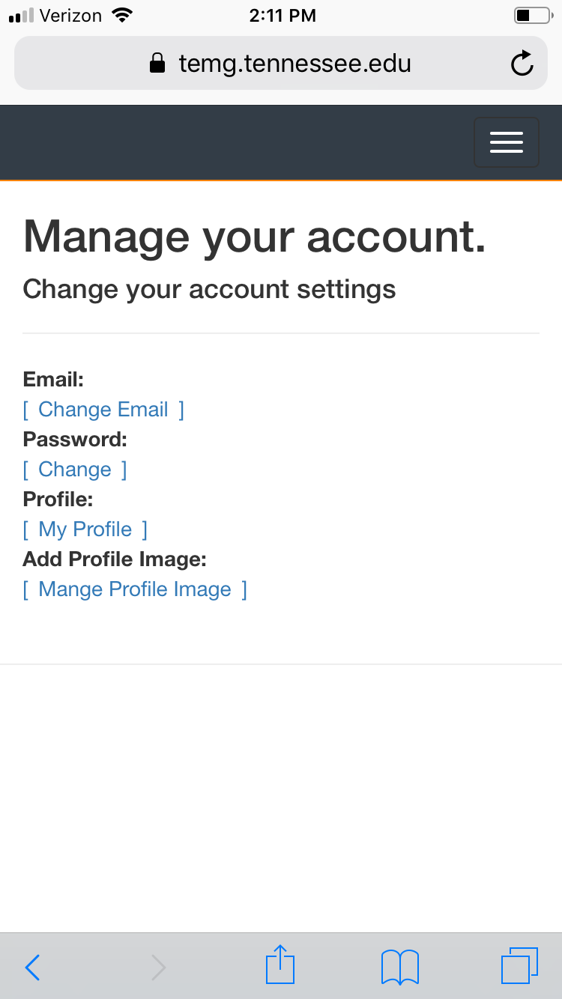 Verizon 2:11 PM
temg.tennessee.edu
Manage your account.
Change your account settings
Email:
[ Change Email ]
Password:
[ Change ]
Profile:
[ My Profile ]
Add Profile Image:
[ Mange Profile Image ]